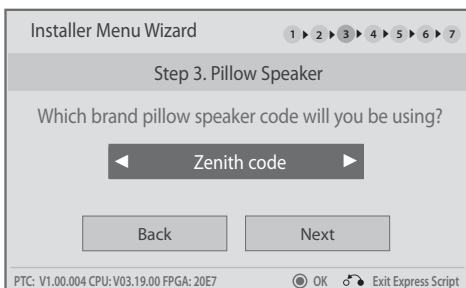 Installer Menu Wizard 1 2 3 4 5 6 7
Step 3. Pillow Speaker
Which brand pillow speaker code will you be using?
Zenith code
Back Next
PTC: V1.00.004 CPU: V03.19.00 FPGA: 20E7 OK Exit Express Script